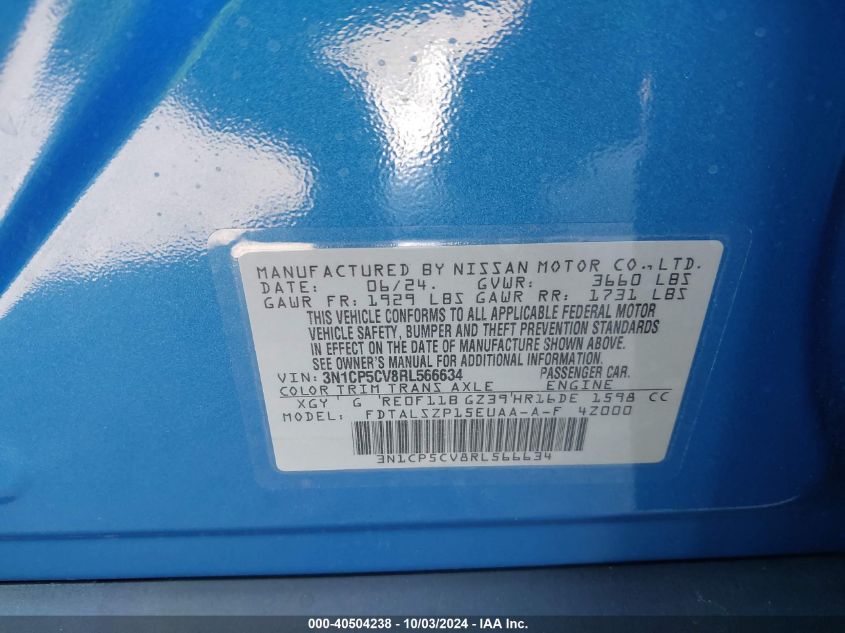 MANUFACTURED BY NISSAN MOTOR CO., LTD.
DATE: 06/24. GVWR: 3660 LBS
GAWR FR: 1929 LBS GAWR RR: 1731 LBS
THIS VEHICLE CONFORMS TO ALL APPLICABLE FEDERAL MOTOR
VEHICLE SAFETY, BUMPER AND THEFT PREVENTION STANDARDS
IN EFFECT ON THE DATE OF MANUFACTURE SHOWN ABOVE.
SEE OWNER'S MANUAL FOR ADDITIONAL INFORMATION.
VIN: 3N1CP5CV8RL566634 PASSENGER CAR.
COLOR TRIM TRANS AXLE ENGINE
XGY G RE0F11B GZ39 HR16DE 1598 CC
MODEL: FDTALSZP15EUAA-A-F 4Z000
3N1CP5CV8RL566634
000-40504238 - 10/03/2024 - IAA Inc.